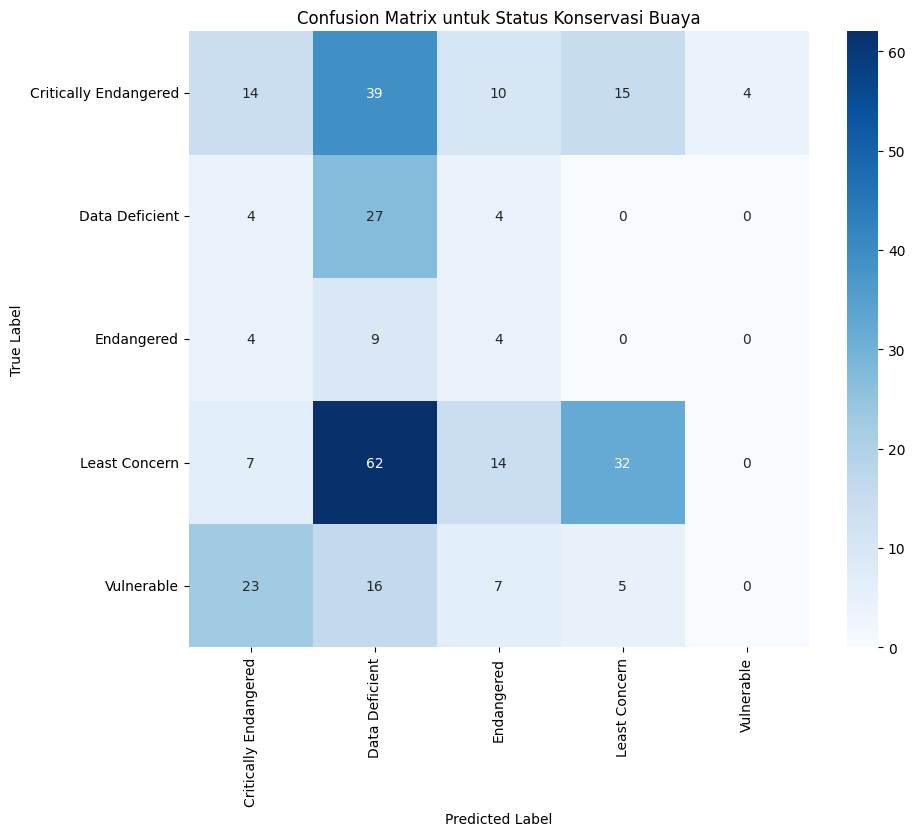 Confusion Matrix untuk Status Konservasi Buaya
True Label
Critically Endangered 14 39 10 15 4
Data Deficient 4 27 4 0 0
Endangered 4 9 4 0 0
Least Concern 7 62 14 32 0
Vulnerable 23 16 7 5 0
Critically Endangered
Data Deficient
Endangered
Least Concern
Vulnerable
Predicted Label
60
50
40
30
20
10
0